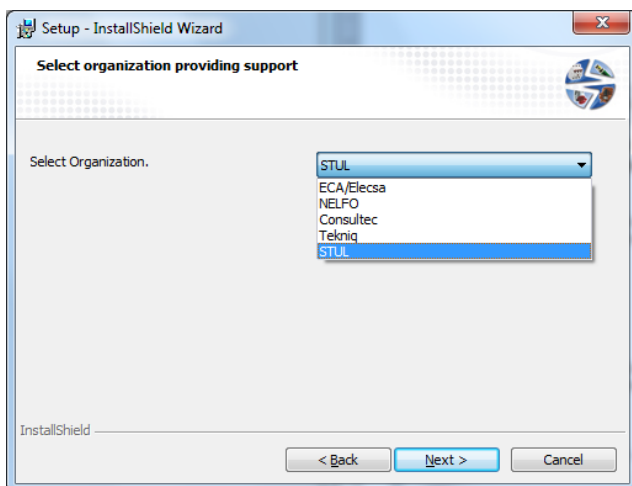 Setup - InstallShield Wizard
Select organization providing support
Select Organization.
STUL
ECA/Elecsa
NELFO
Consultec
Tekniq
STUL
InstallShield
< Back
Next >
Cancel